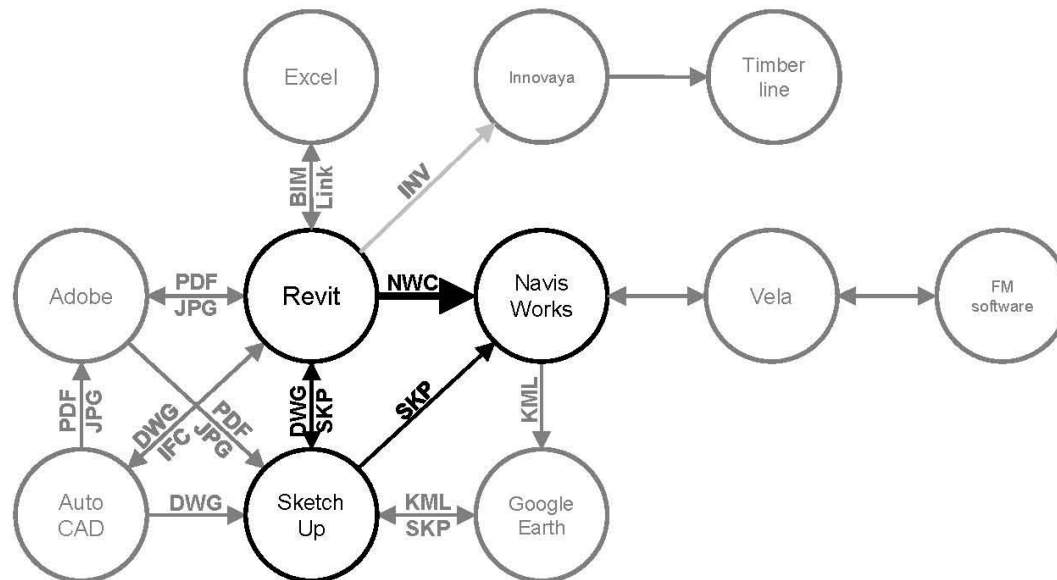 Excel
Innovaya
Timber
line
BIM
Link
INV
Adobe
PDF
JPG
Revit
NWC
Navis
Works
Vela
FM
software
PDF
JPG
DWG
IFC
PDF
JPG
DWG
SKP
SKP
KML
Auto
CAD
DWG
Sketch
Up
KML
SKP
Google
Earth